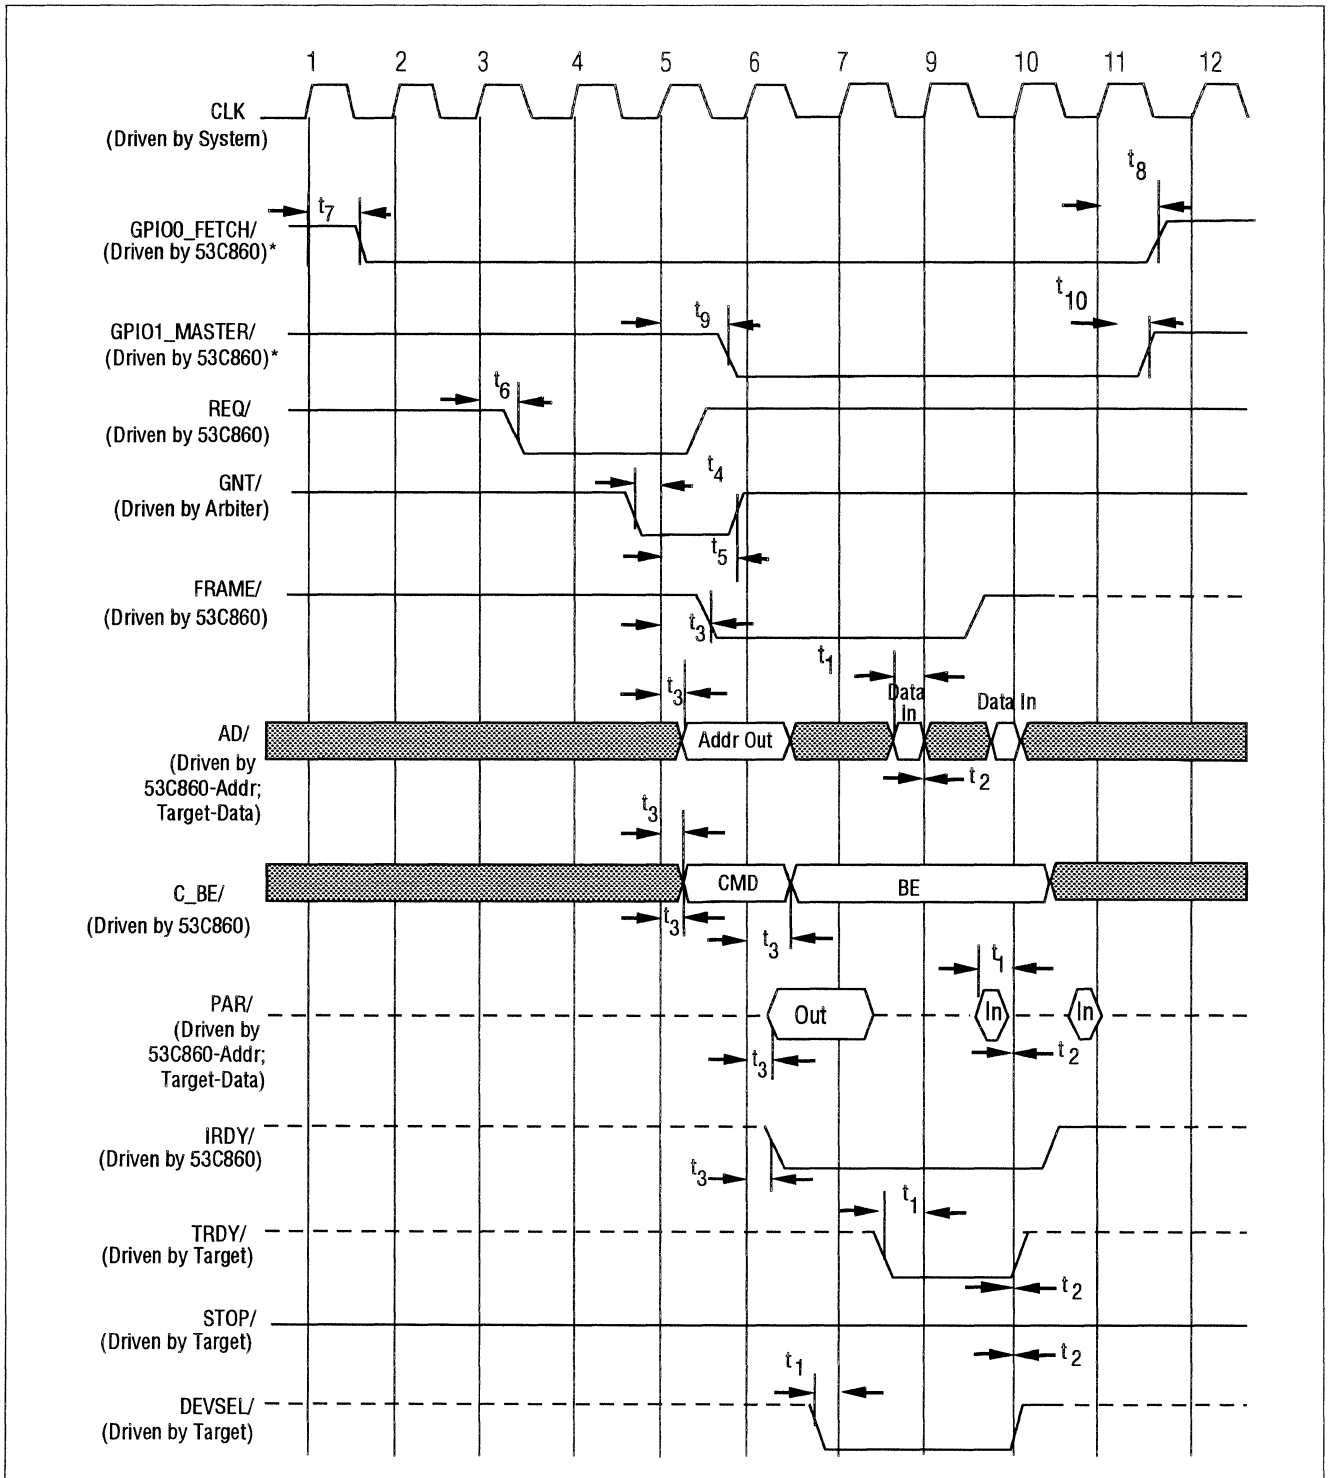 1 2 3 4 5 6 7 9 10 11 12
CLK
(Driven by System)
t8
t7
GPIO0_FETCH/
(Driven by 53C860)*
t10
t9
GPIO1_MASTER/
(Driven by 53C860)*
t6
REQ/
(Driven by 53C860)
t4
GNT/
(Driven by Arbiter)
t5
FRAME/
(Driven by 53C860)
t3
t1
t3
Data
In
Data In
AD/
Addr Out
(Driven by
53C860-Addr;
Target-Data)
t2
t3
C_BE/
CMD
BE
(Driven by 53C860)
t3
t3
t1
PAR/
Out
In
In
(Driven by
53C860-Addr;
Target-Data)
t3
t2
IRDY/
(Driven by 53C860)
t3
t1
TRDY/
(Driven by Target)
t2
STOP/
(Driven by Target)
t2
t1
DEVSEL/
(Driven by Target)